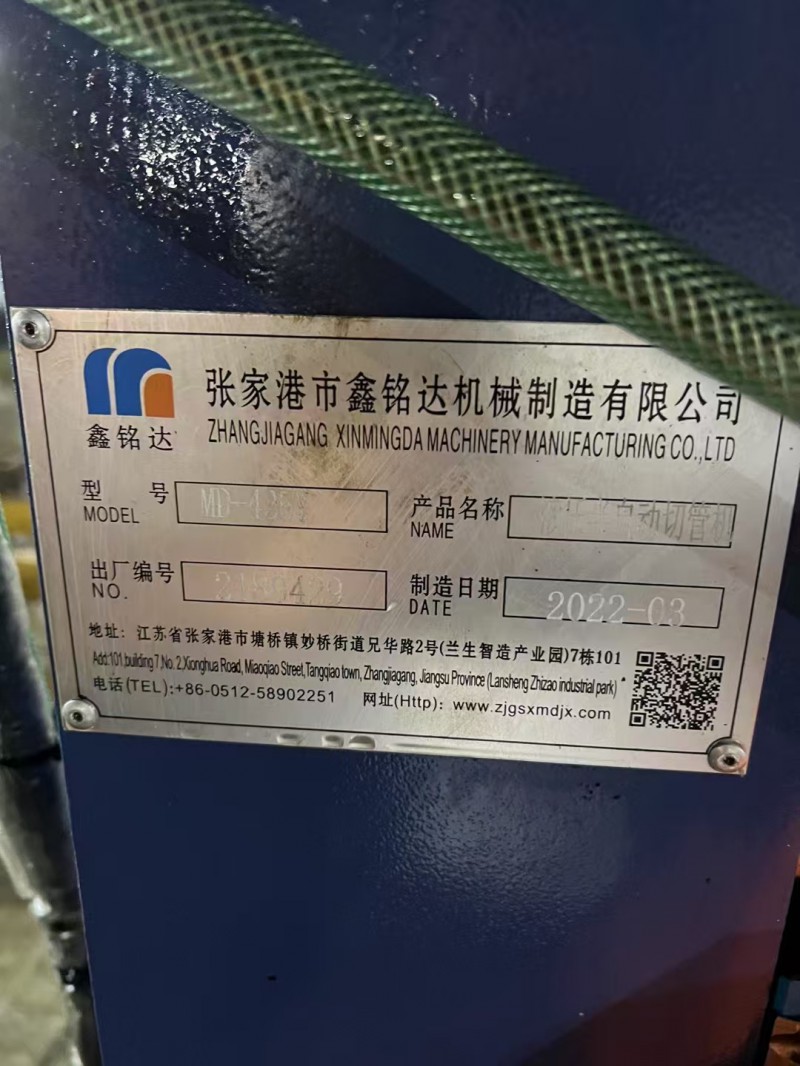 张家港市鑫铭达机械制造有限公司
ZHANGJIAGANG XINMINGDA MACHINERY MANUFACTURING CO.,LTD
鑫铭达
型 号
MODEL
产品名称 自动切管机
NAME
出厂编号
NO.
制造日期 2022-03
DATE
地址: 江苏省张家港市塘桥镇妙桥街道兄华路2号(兰生智造产业园)7栋101
Add:101,building 7,No. 2,Xionghua Road, Miaoqiao Street,Tangqiao town, Zhangjiagang, Jiangsu Province (Lansheng Zhizao industrial park)
电话(TEL):+86-0512-58902251 网址(Http): www.zjgsxmdjx.com